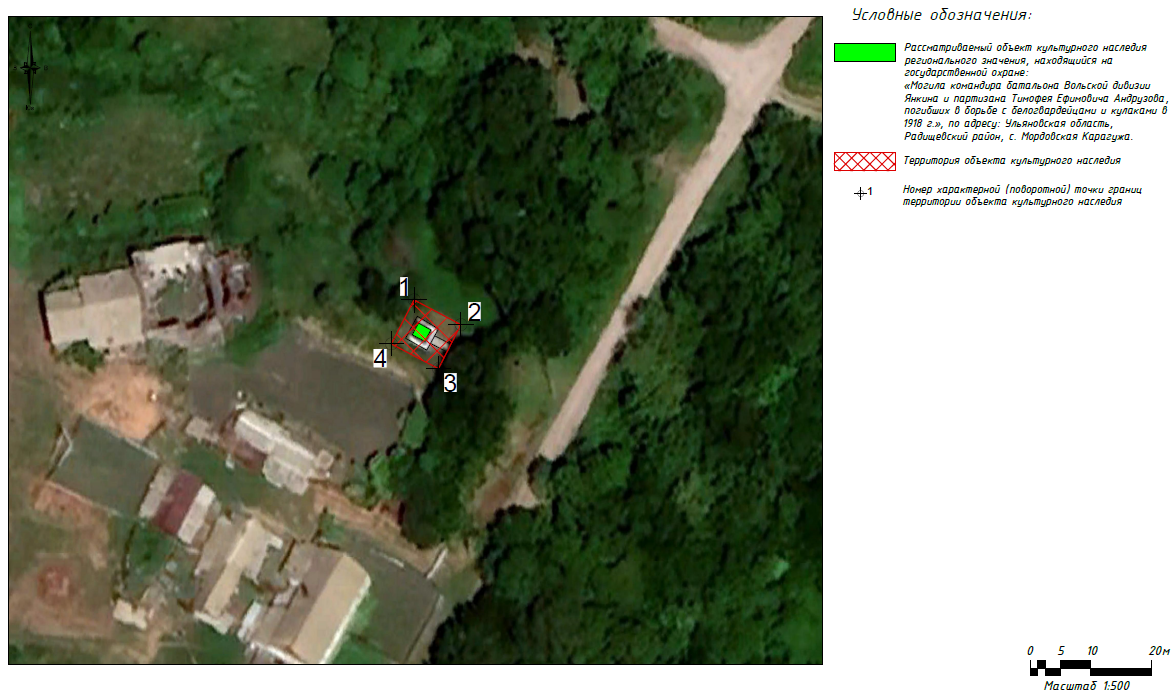 Условные обозначения:
Рассматриваемый объект культурного наследия
регионального значения, находящийся на
государственной охране:
«Могила командира батальона Вольской дивизии
Янкина и партизана Тимофея Ефимовича Андрузова,
погибших в борьбе с белогвардейцами и кулаками в
1918 г.», по адресу: Ульяновская область,
Радищевский район, с. Мордовская Карагужа.
Территория объекта культурного наследия
1
Номер характерной (поворотной) точки границ
территории объекта культурного наследия
1
2
4
3
0 5 10 20м
Масштаб 1:500